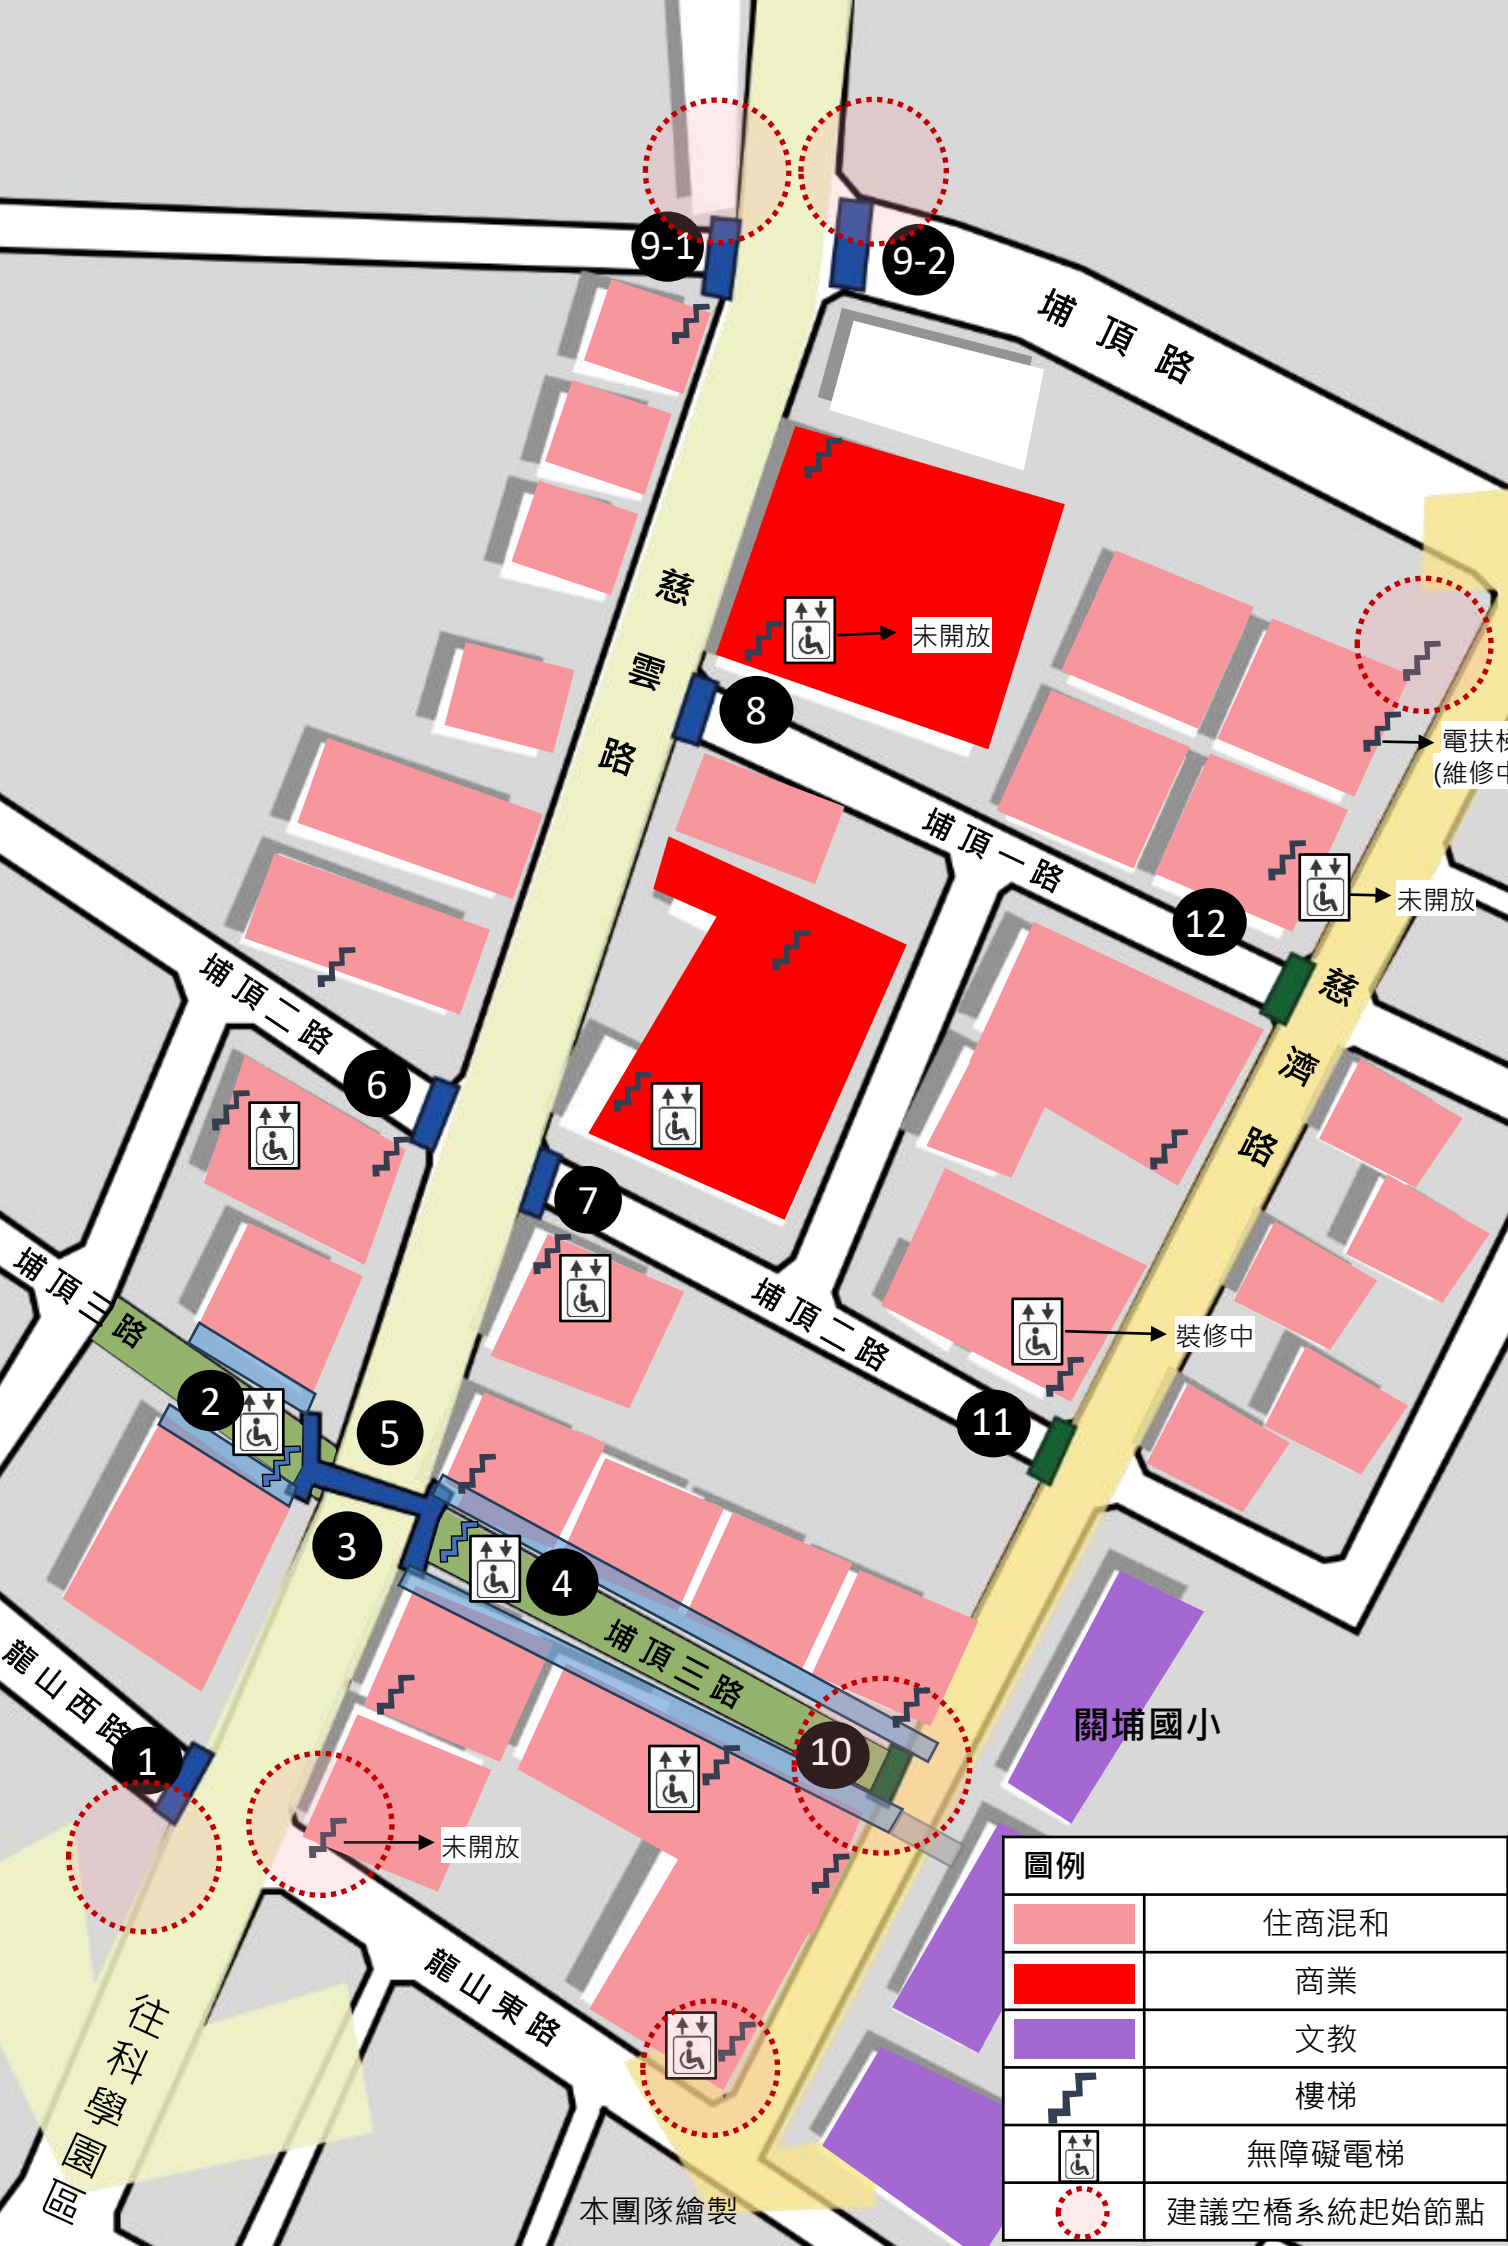 9-1
9-2
埔頂路
慈雲路
未開放
8
電扶梯
(維修中
埔頂一路
未開放
12
慈濟路
埔頂二路
6
7
埔頂三路
埔頂二路
裝修中
11
2
5
3
4
埔頂三路
龍山西路
1
10
關埔國小
未開放
龍山東路
往科學園區
本團隊繪製
圖例
住商混和
商業
文教
樓梯
無障礙電梯
建議空橋系統起始節點